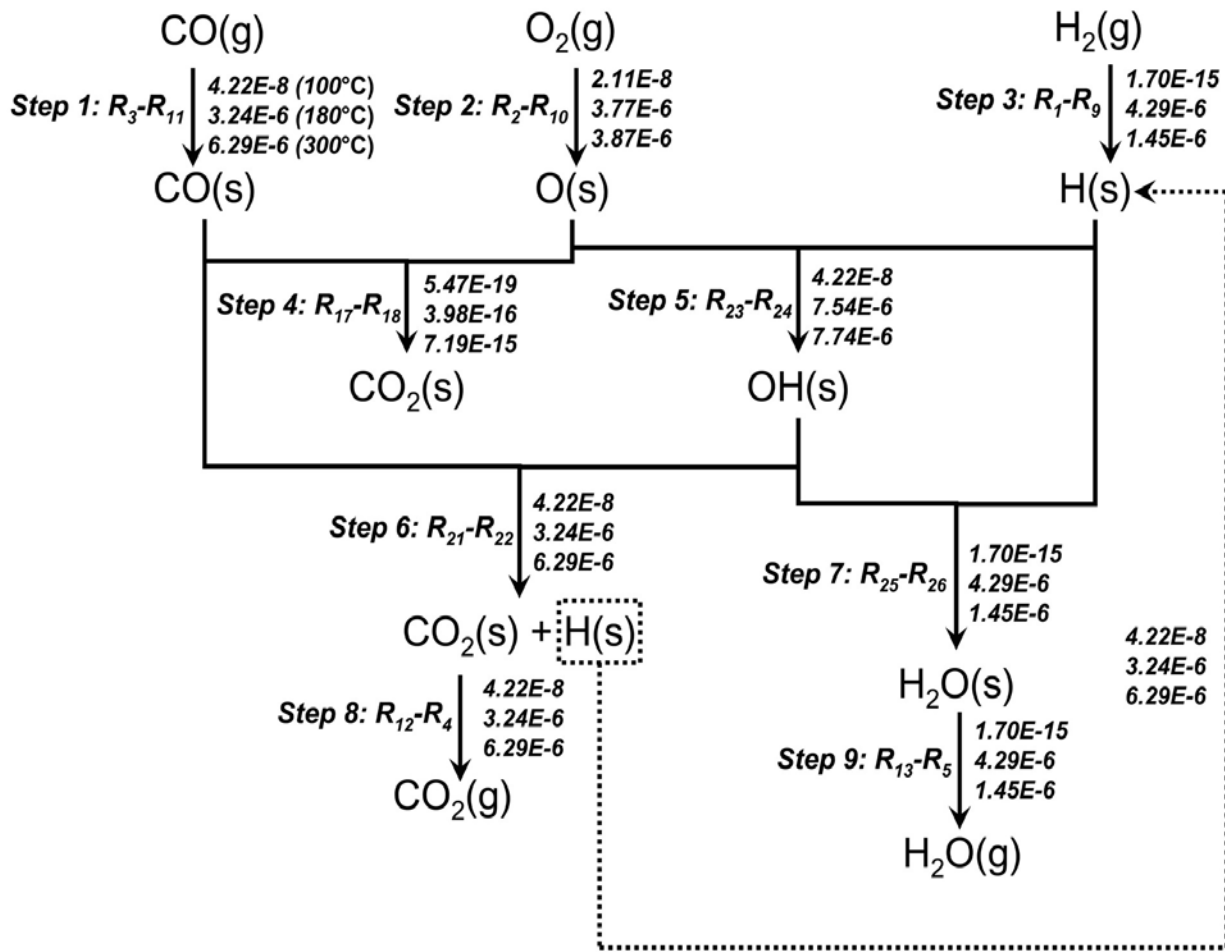 CO(g)
O2(g)
H2(g)
Step 1: R3-R11
4.22E-8 (100°C)
3.24E-6 (180°C)
6.29E-6 (300°C)
Step 2: R2-R10
2.11E-8
3.77E-6
3.87E-6
Step 3: R1-R9
1.70E-15
4.29E-6
1.45E-6
CO(s)
O(s)
H(s)
Step 4: R17-R18
5.47E-19
3.98E-16
7.19E-15
Step 5: R23-R24
4.22E-8
7.54E-6
7.74E-6
CO2(s)
OH(s)
Step 6: R21-R22
4.22E-8
3.24E-6
6.29E-6
Step 7: R25-R26
1.70E-15
4.29E-6
1.45E-6
CO2(s) + H(s)
4.22E-8
3.24E-6
6.29E-6
H2O(s)
Step 8: R12-R4
4.22E-8
3.24E-6
6.29E-6
Step 9: R13-R5
1.70E-15
4.29E-6
1.45E-6
CO2(g)
H2O(g)